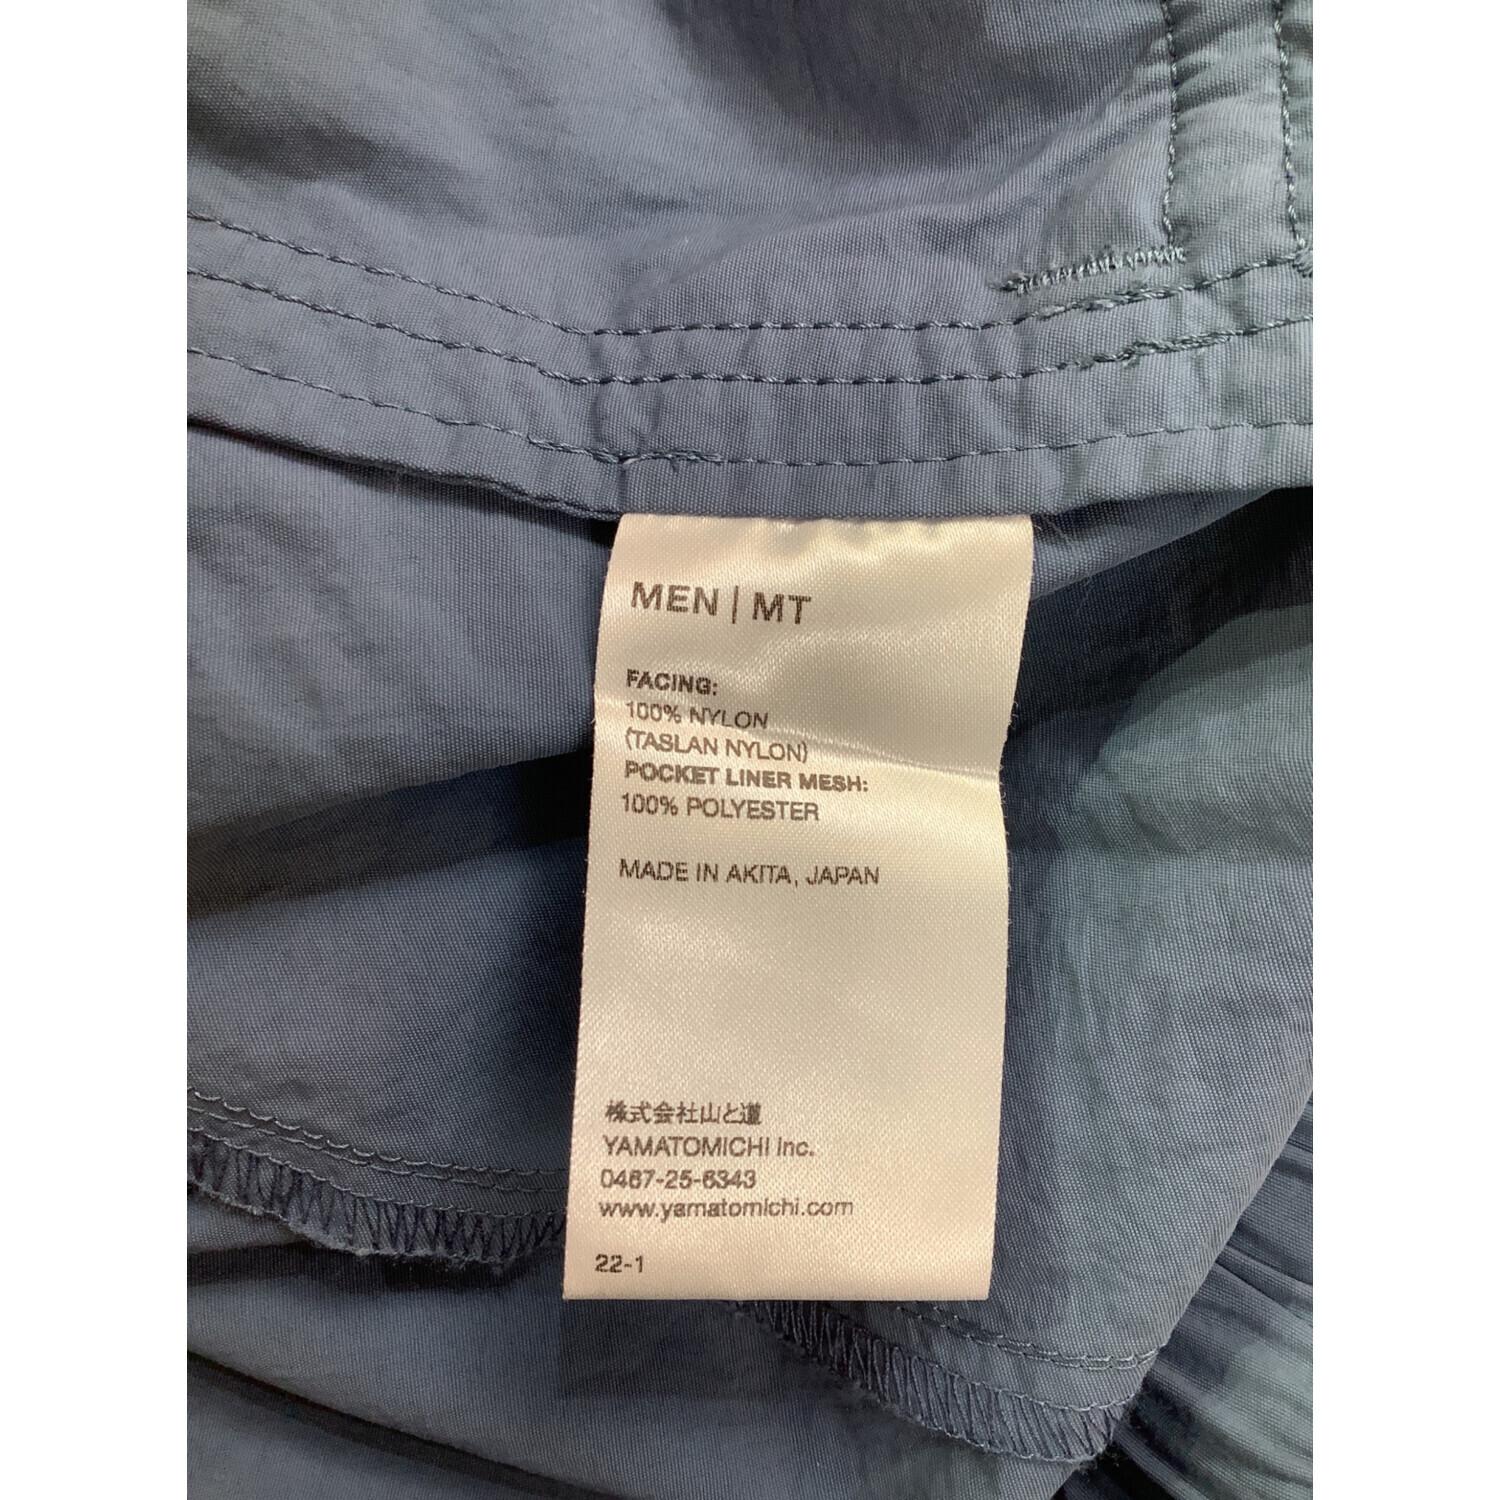 MEN | MT
FACING:
100% NYLON
(TASLAN NYLON)
POCKET LINER MESH:
100% POLYESTER
MADE IN AKITA, JAPAN
株式会社山と道
YAMATOMICHI Inc.
0467-25-6343
www.yamatomichi.com
22-1